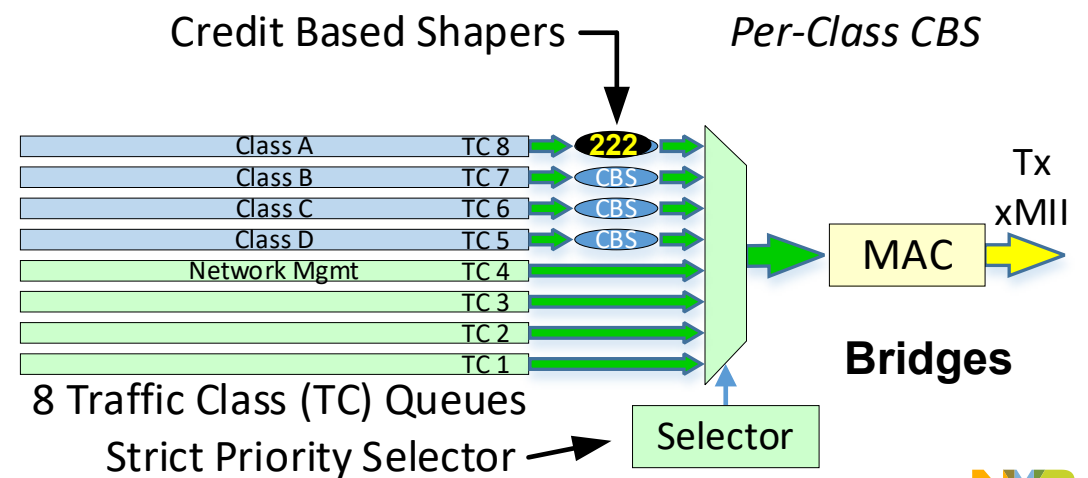 Credit Based Shapers
Per-Class CBS
Class A TC 8 222
Class B TC 7 CBS
Class C TC 6 CBS
Class D TC 5 CBS
Network Mgmt TC 4
TC 3
TC 2
TC 1
Tx
xMII
MAC
Bridges
8 Traffic Class (TC) Queues
Selector
Strict Priority Selector